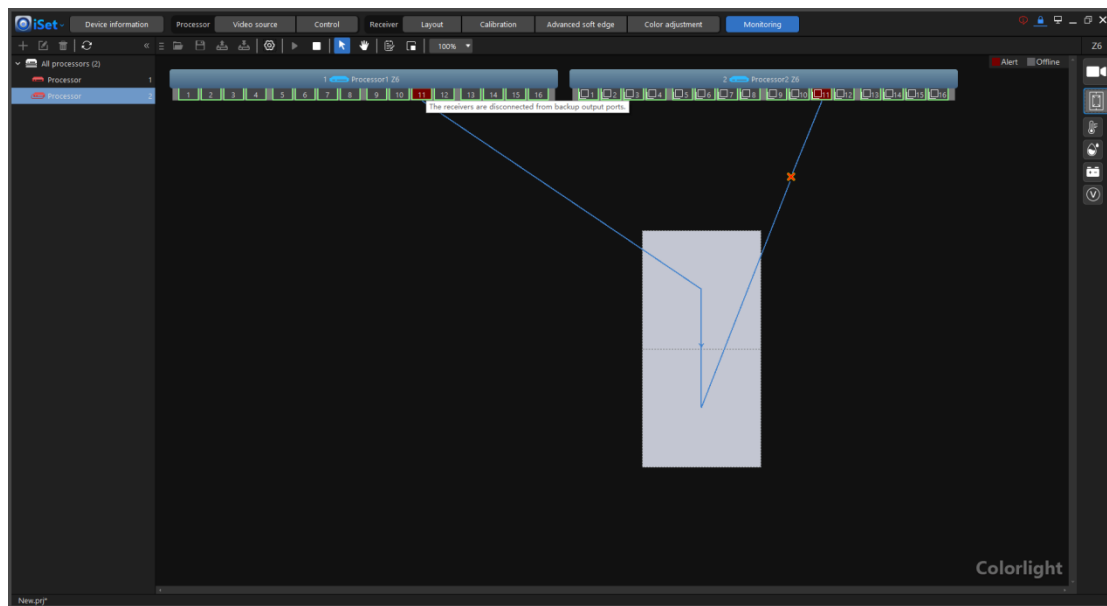 iSet
Device information
Processor
Video source
Control
Receiver
Layout
Calibration
Advanced soft edge
Color adjustment
Monitoring
100%
Z6
All processors (2)
Processor 1
Processor 2
1 Processor1 Z6
2 Processor2 Z6
Alert
Offline
1 2 3 4 5 6 7 8 9 10 11 12 13 14 15 16
1 2 3 4 5 6 7 8 9 10 11 12 13 14 15 16
The receivers are disconnected from backup output ports.
V
Colorlight
New.prj*